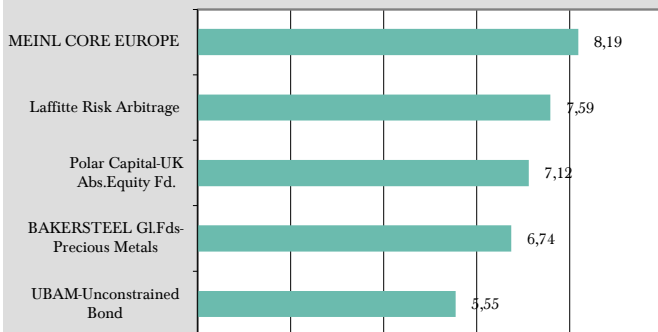 MEINL CORE EUROPE
8,19
Laffitte Risk Arbitrage
7,59
Polar Capital-UK
Abs.Equity Fd.
7,12
BAKERSTEEL Gl.Fds-
Precious Metals
6,74
UBAM-Unconstrained
Bond
5,55